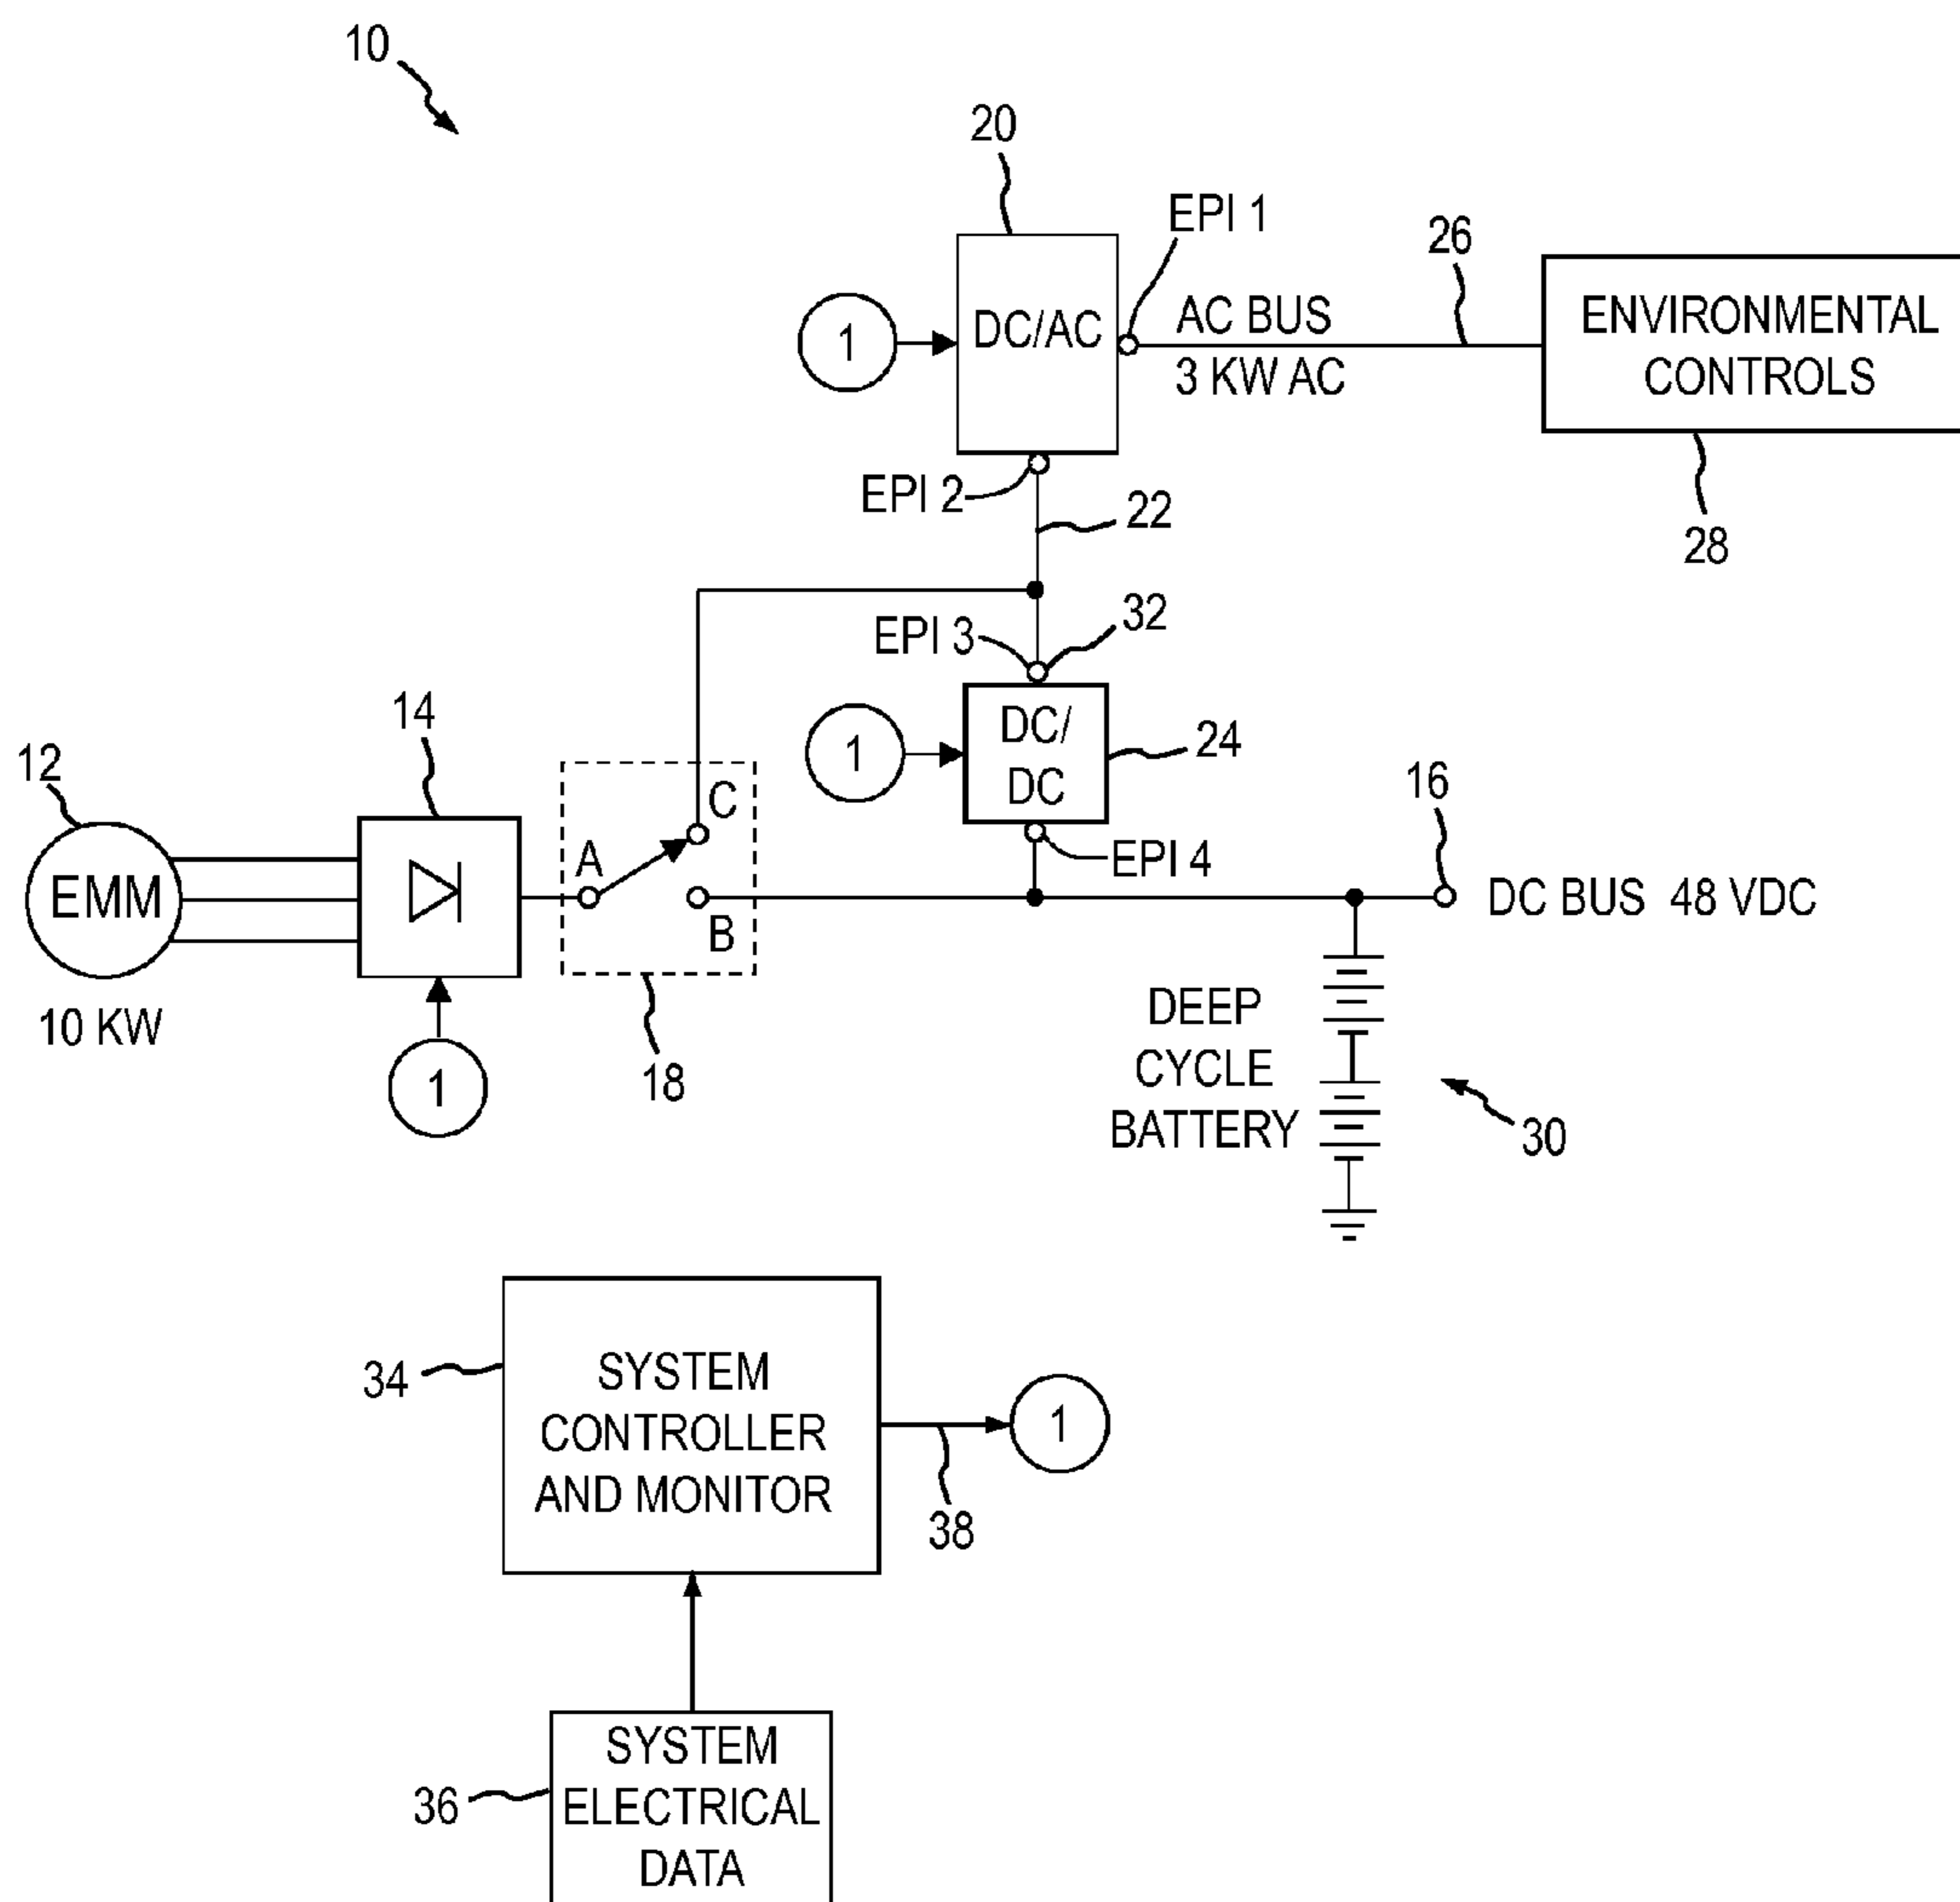 10
20
EPI 1
26
1
DC/AC
AC BUS
3 KW AC
ENVIRONMENTAL
CONTROLS
EPI 2
22
28
EPI 3
32
14
1
DC/
DC
24
12
C
16
A
EPI 4
EMM
B
DC BUS 48 VDC
10 KW
1
18
DEEP
CYCLE
BATTERY
30
34
SYSTEM
CONTROLLER
AND MONITOR
1
38
36
SYSTEM
ELECTRICAL
DATA